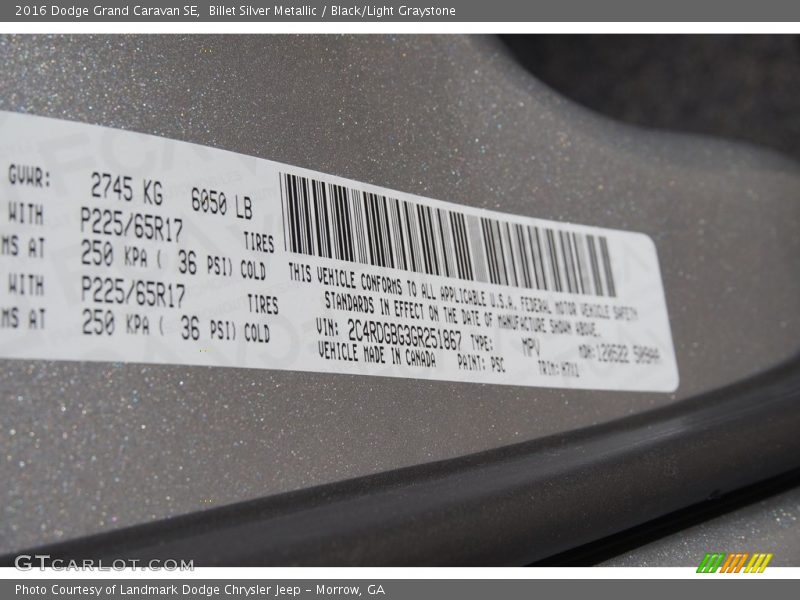 2016 Dodge Grand Caravan SE, Billet Silver Metallic / Black/Light Graystone
GVWR: 2745 KG 6050 LB
WITH P225/65R17 TIRES
MS AT 250 KPA ( 36 PSI) COLD
WITH P225/65R17 TIRES
MS AT 250 KPA ( 36 PSI) COLD
THIS VEHICLE CONFORMS TO ALL APPLICABLE U.S.A. FEDERAL MOTOR VEHICLE SAFETY
STANDARDS IN EFFECT ON THE DATE OF MANUFACTURE SHOWN ABOVE.
VIN: 2C4RDGBG3GR251867 TYPE: MPV MDH:
VEHICLE MADE IN CANADA PAINT: PSC TRIM:
GTCARLOT.COM
Photo Courtesy of Landmark Dodge Chrysler Jeep – Morrow, GA